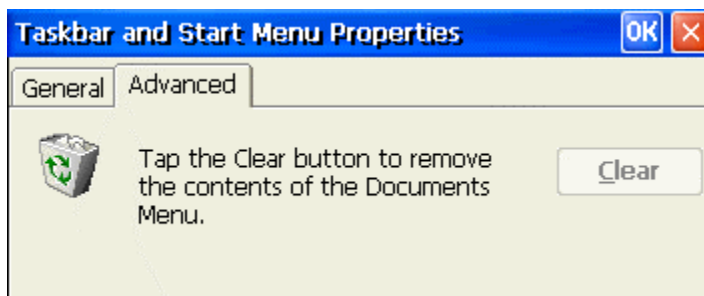 Taskbar and Start Menu Properties OK
General Advanced
Tap the Clear button to remove
the contents of the Documents
Menu.
Clear